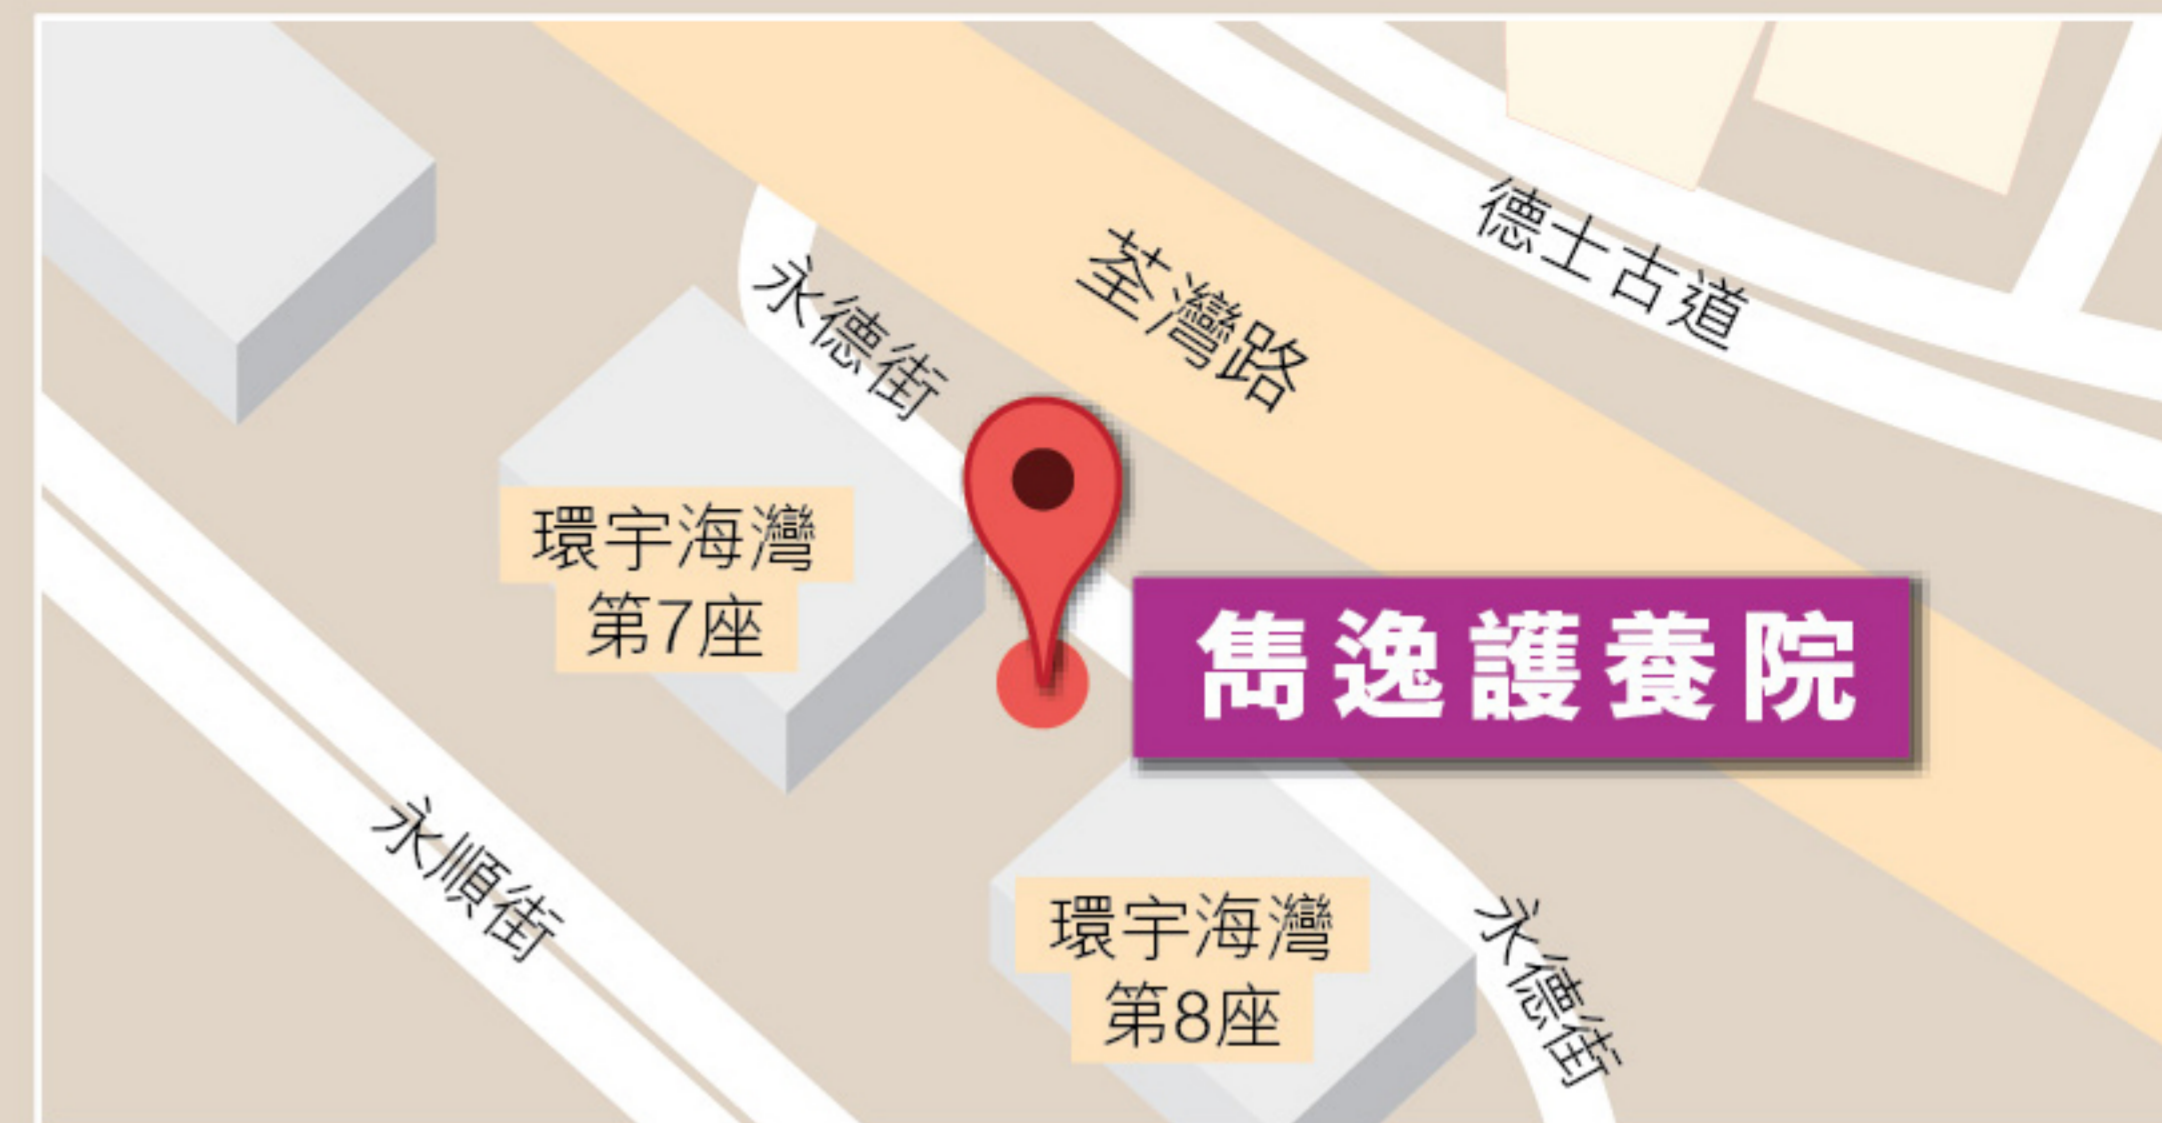 德士古道
荃灣路
永德街
環宇海灣
第7座
雋逸護養院
永順街
環宇海灣
第8座
永德街